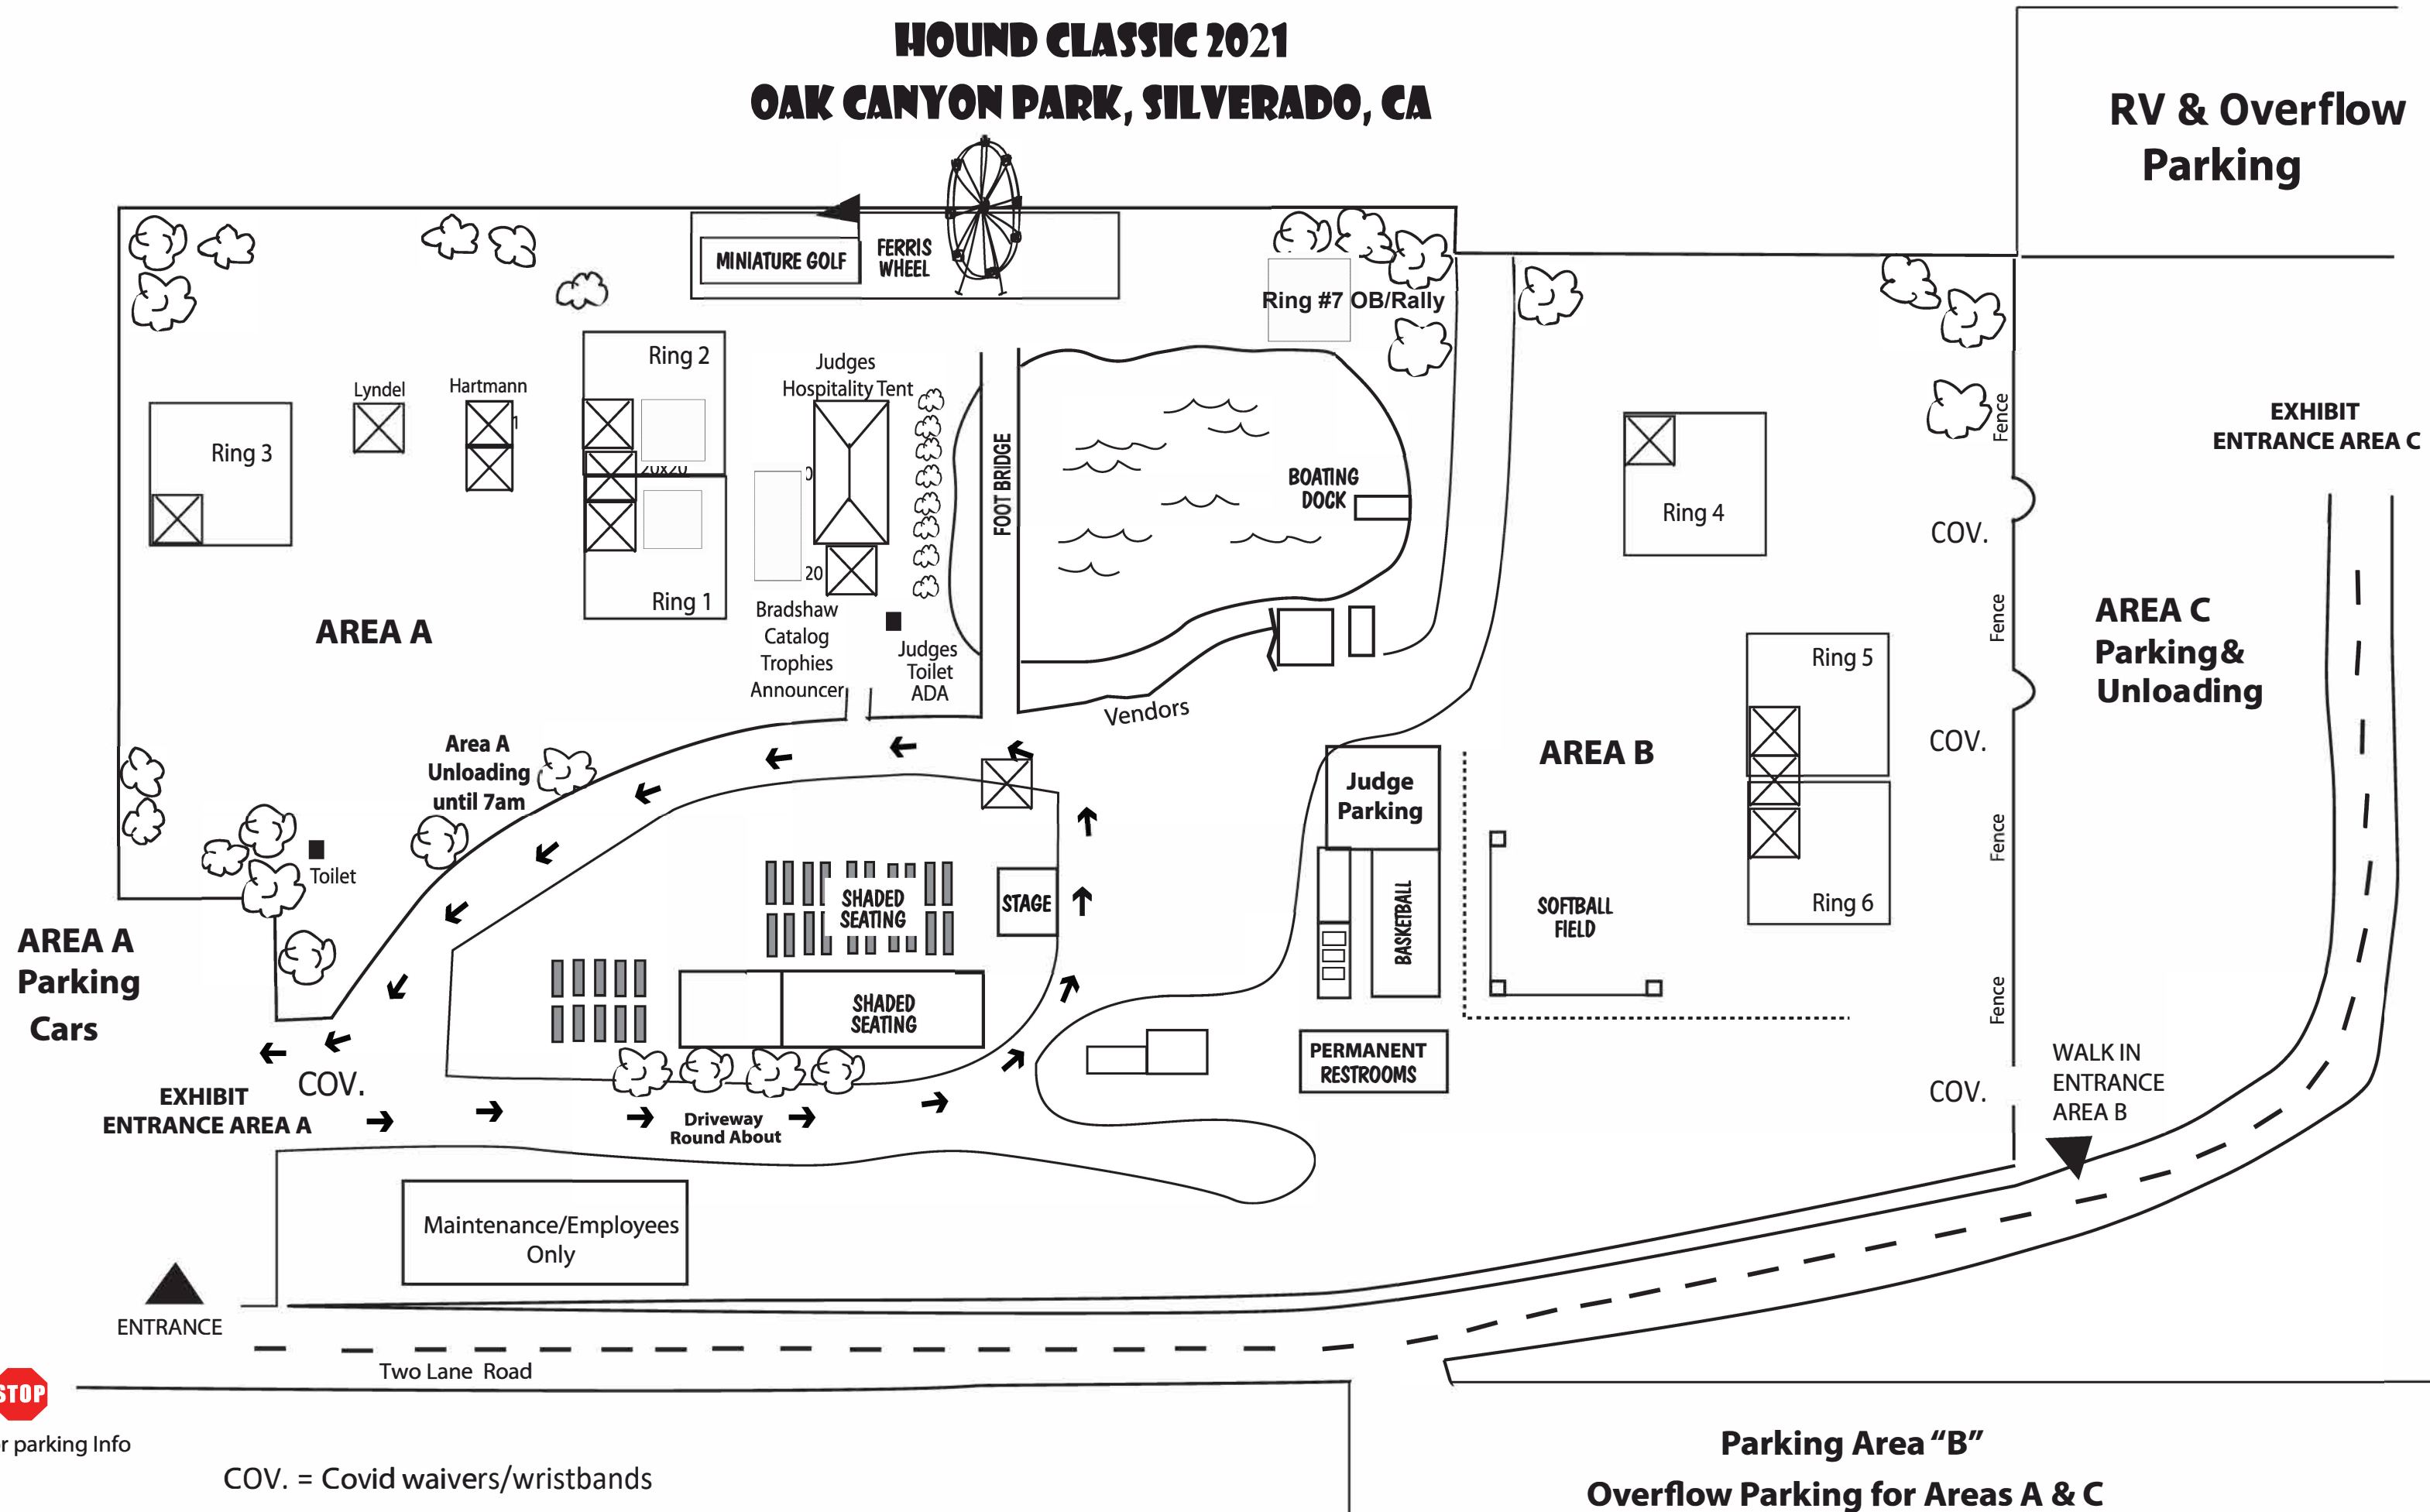 HOUND CLASSIC 2021
OAK CANYON PARK, SILVERADO, CA
RV & Overflow
Parking
MINIATURE GOLF
FERRIS
WHEEL
Ring #7 OB/Rally
Ring 2
Judges
Hospitality Tent
Lyndel
Hartmann
1
Ring 3
20x20
0
20
Ring 1
FOOT BRIDGE
BOATING
DOCK
Ring 4
Fence
EXHIBIT
ENTRANCE AREA C
COV.
AREA A
Bradshaw
Catalog
Trophies
Announcer
Judges
Toilet
ADA
Vendors
Fence
AREA C
Parking&
Unloading
Ring 5
COV.
AREA B
Area A
Unloading
until 7am
Judge
Parking
Fence
Toilet
SHADED
SEATING
STAGE
BASKETBALL
SOFTBALL
FIELD
Ring 6
AREA A
Parking
Cars
SHADED
SEATING
Fence
PERMANENT
RESTROOMS
COV.
WALK IN
ENTRANCE
AREA B
COV.
EXHIBIT
ENTRANCE AREA A
Driveway
Round About
Maintenance/Employees
Only
ENTRANCE
Two Lane Road
STOP
r parking Info
COV. = Covid waivers/wristbands
Parking Area “B”
Overflow Parking for Areas A & C